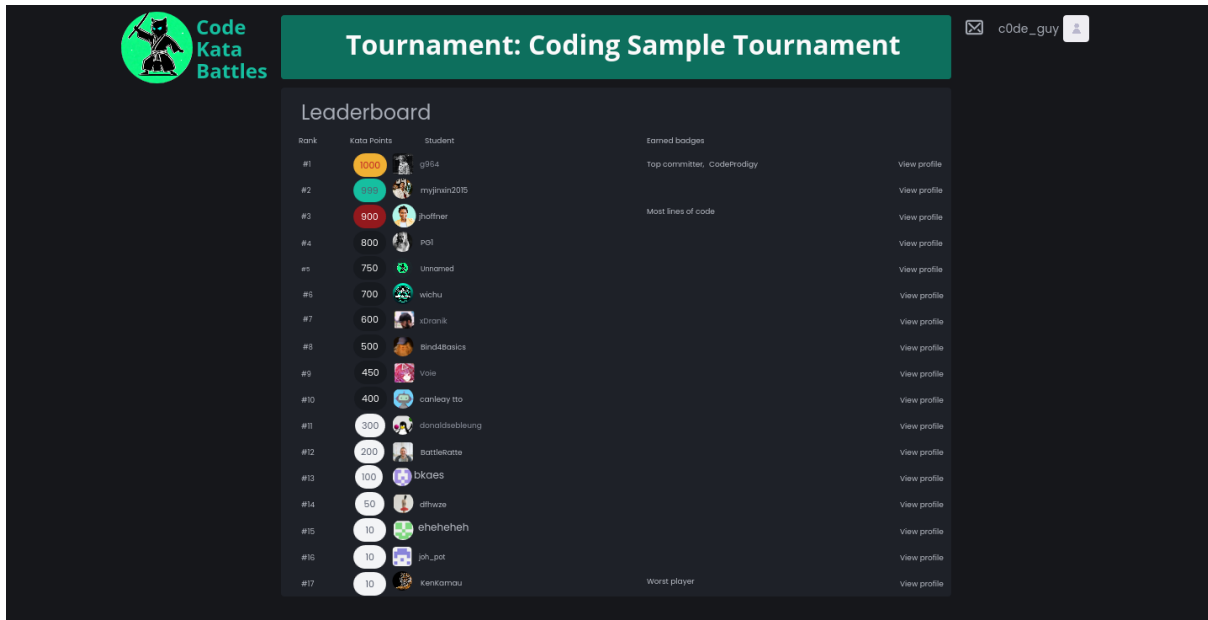 Code
Kata
Battles
Tournament: Coding Sample Tournament
c0de_guy
Leaderboard
Rank Kata Points Student Earned badges
#1 1000 g964 Top committer, CodeProdigy View profile
#2 999 myjinxin2015 View profile
#3 900 jhoffner Most lines of code View profile
#4 800 PG1 View profile
#5 750 Unnamed View profile
#6 700 wichu View profile
#7 600 xDranik View profile
#8 500 Bind4Basics View profile
#9 450 Voie View profile
#10 400 canleay tto View profile
#11 300 donaldsebleung View profile
#12 200 BattleRatte View profile
#13 100 bkaes View profile
#14 50 dfhwze View profile
#15 10 eheheheh View profile
#16 10 joh_pot View profile
#17 10 KenKamau Worst player View profile